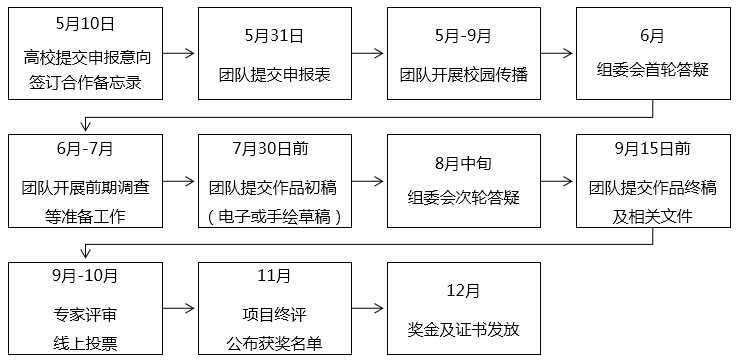 5月10日
高校提交申报意向
签订合作备忘录
5月31日
团队提交申报表
5月-9月
团队开展校园传播
6月
组委会首轮答疑
6月-7月
团队开展前期调查
等准备工作
7月30日前
团队提交作品初稿
（电子或手绘草稿）
8月中旬
组委会次轮答疑
9月15日前
团队提交作品终稿
及相关文件
9月-10月
专家评审
线上投票
11月
项目终评
公布获奖名单
12月
奖金及证书发放